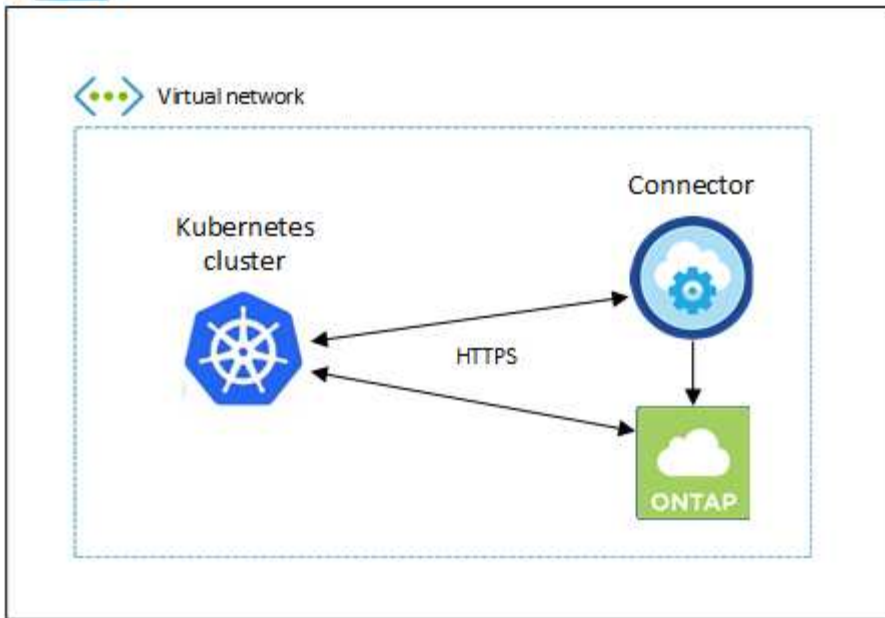 Virtual network
Connector
Kubernetes
cluster
HTTPS
ONTAP